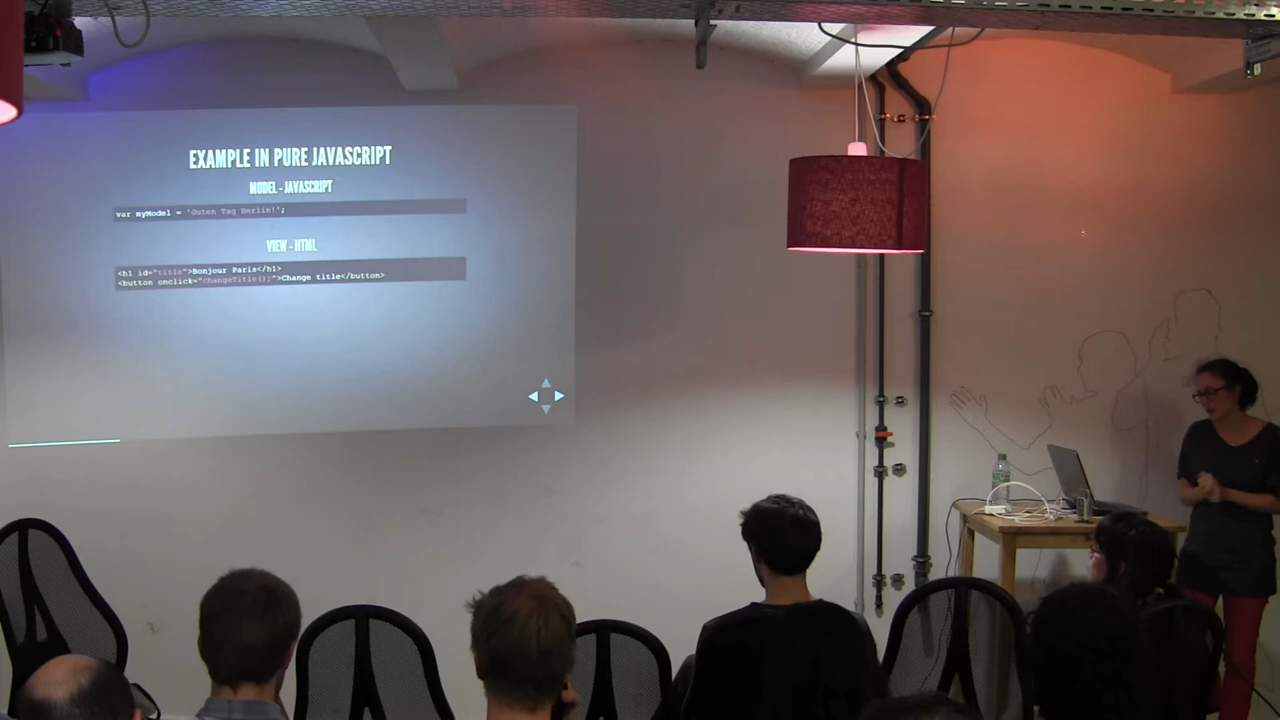 EXAMPLE IN PURE JAVASCRIPT
MODEL - JAVASCRIPT
var myModel = 'Guten Tag Berlin!';
VIEW - HTML
<h1 id="title">Bonjour Paris</h1>
<button onclick="changeTitle();">Change title</button>